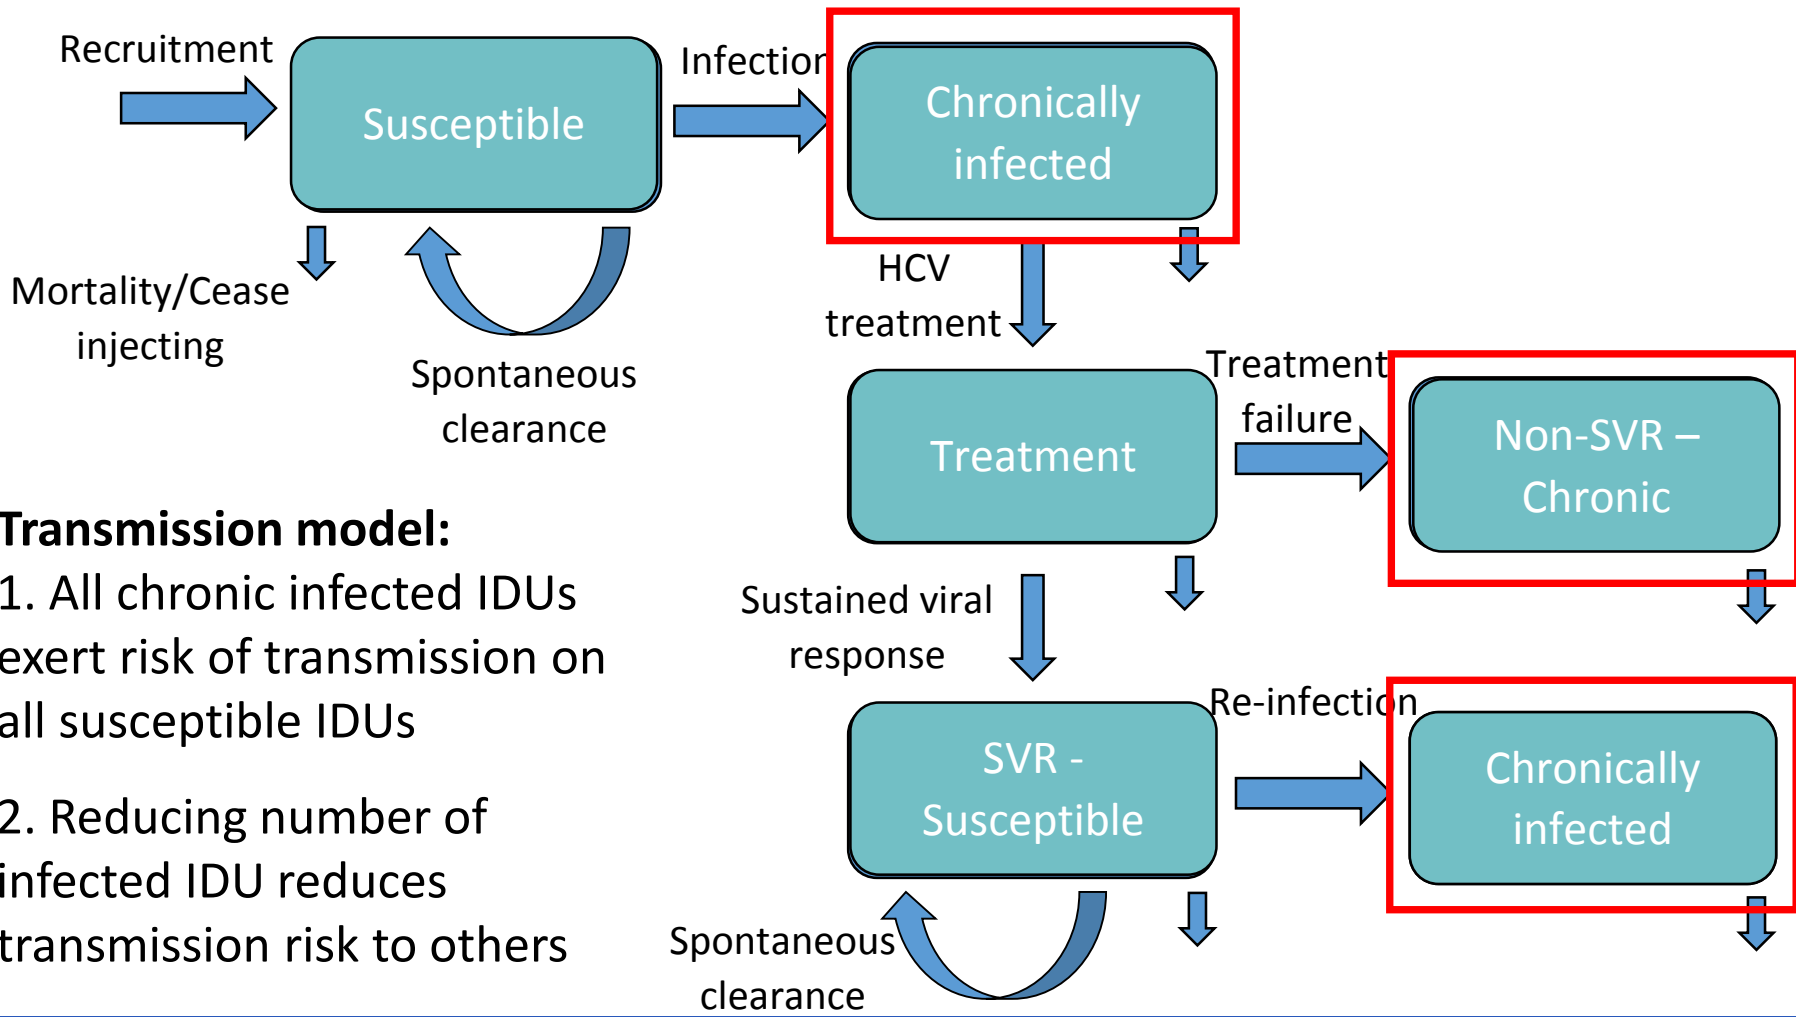 Recruitment
Susceptible
Infection
Chronically
infected
Mortality/Cease
injecting
Spontaneous
clearance
HCV
treatment
Treatment
Treatment
failure
Non-SVR –
Chronic
Sustained viral
response
SVR -
Susceptible
Re-infection
Chronically
infected
Spontaneous
clearance
Transmission model:
1. All chronic infected IDUs
exert risk of transmission on
all susceptible IDUs
2. Reducing number of
infected IDU reduces
transmission risk to others